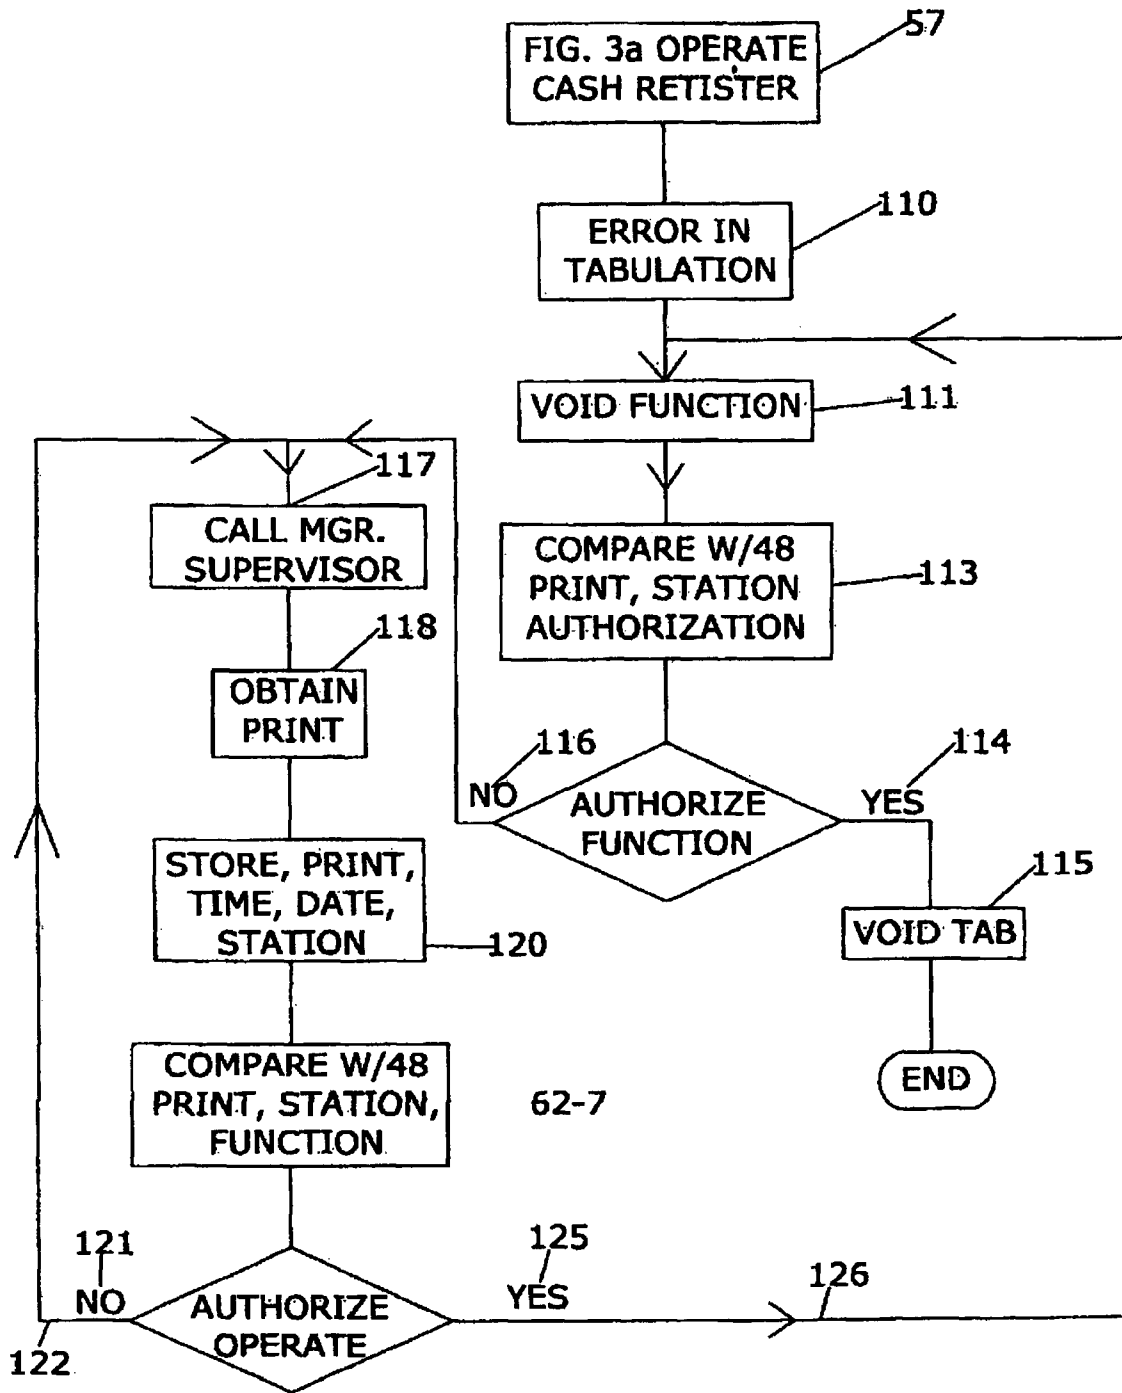 57
FIG. 3a OPERATE
CASH RETISTER
110
ERROR IN
TABULATION
VOID FUNCTION
111
117
CALL MGR.
SUPERVISOR
COMPARE W/48
PRINT, STATION
AUTHORIZATION
113
118
OBTAIN
PRINT
116
NO
AUTHORIZE
FUNCTION
114
YES
115
VOID TAB
END
STORE, PRINT,
TIME, DATE,
STATION
120
COMPARE W/48
PRINT, STATION,
FUNCTION
62-7
121
NO
122
AUTHORIZE
OPERATE
125
YES
126